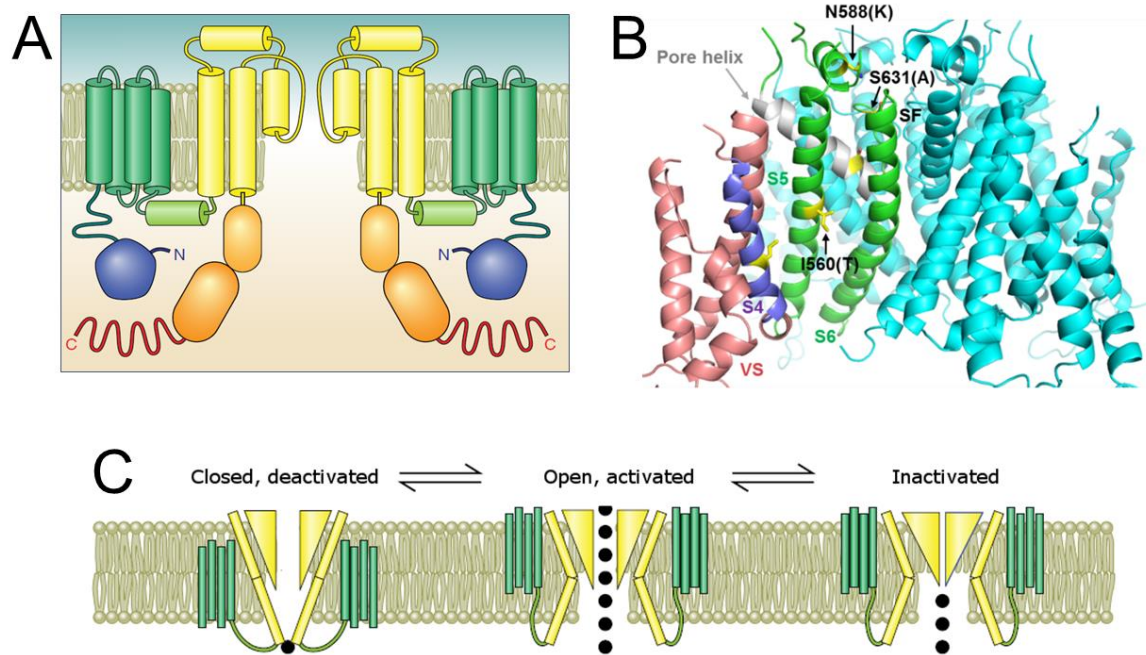 A
N
N
C
C
B
N588(K)
Pore helix
S631(A)
SF
S5
I560(T)
S4
S6
VS
C
Closed, deactivated
Open, activated
Inactivated